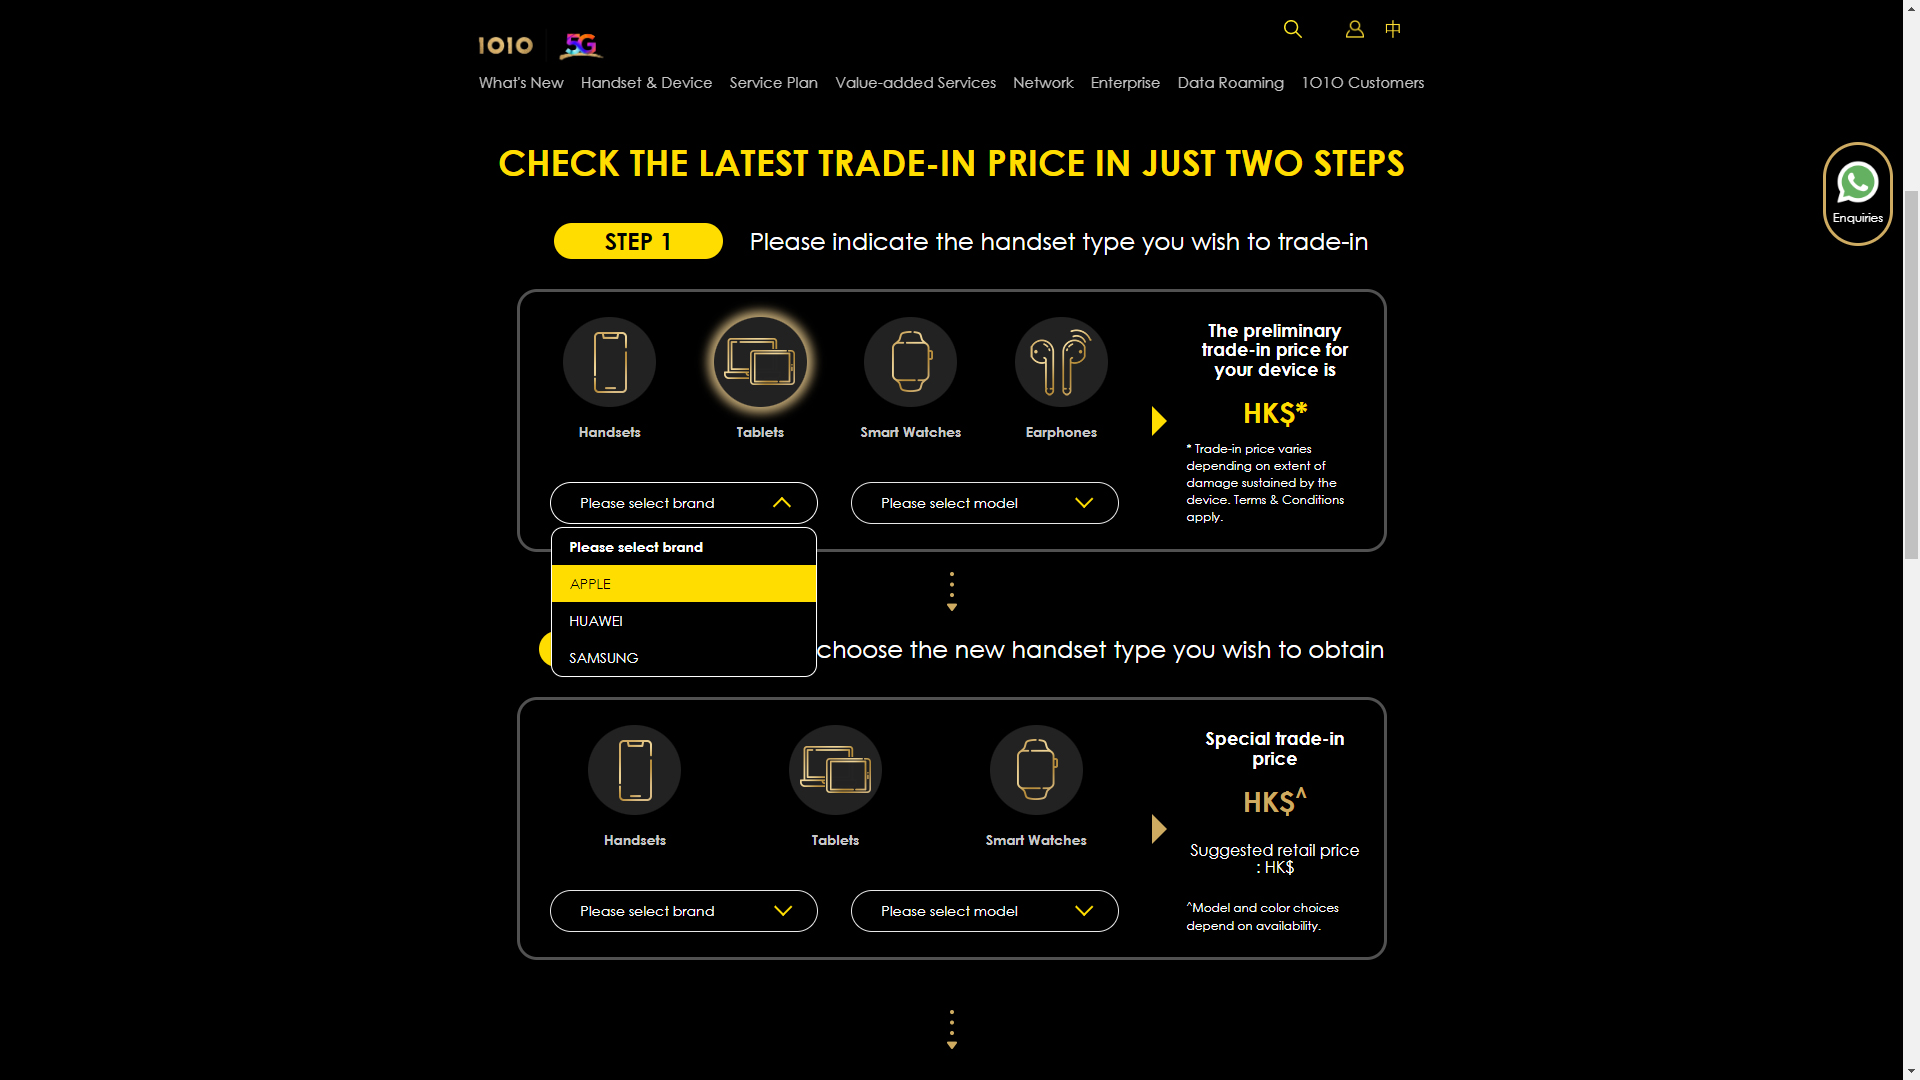 1O1O 5G
中
What's New Handset & Device Service Plan Value-added Services Network Enterprise Data Roaming 1O1O Customers
CHECK THE LATEST TRADE-IN PRICE IN JUST TWO STEPS
Enquiries
STEP 1 Please indicate the handset type you wish to trade-in
Handsets Tablets Smart Watches Earphones
Please select brand
Please select model
Please select brand
APPLE
HUAWEI
SAMSUNG
The preliminary
trade-in price for
your device is
HK$*
* Trade-in price varies
depending on extent of
damage sustained by the
device. Terms & Conditions
apply.
choose the new handset type you wish to obtain
Handsets Tablets Smart Watches
Please select brand
Please select model
Special trade-in
price
HK$^
Suggested retail price
: HK$
^Model and color choices
depend on availability.